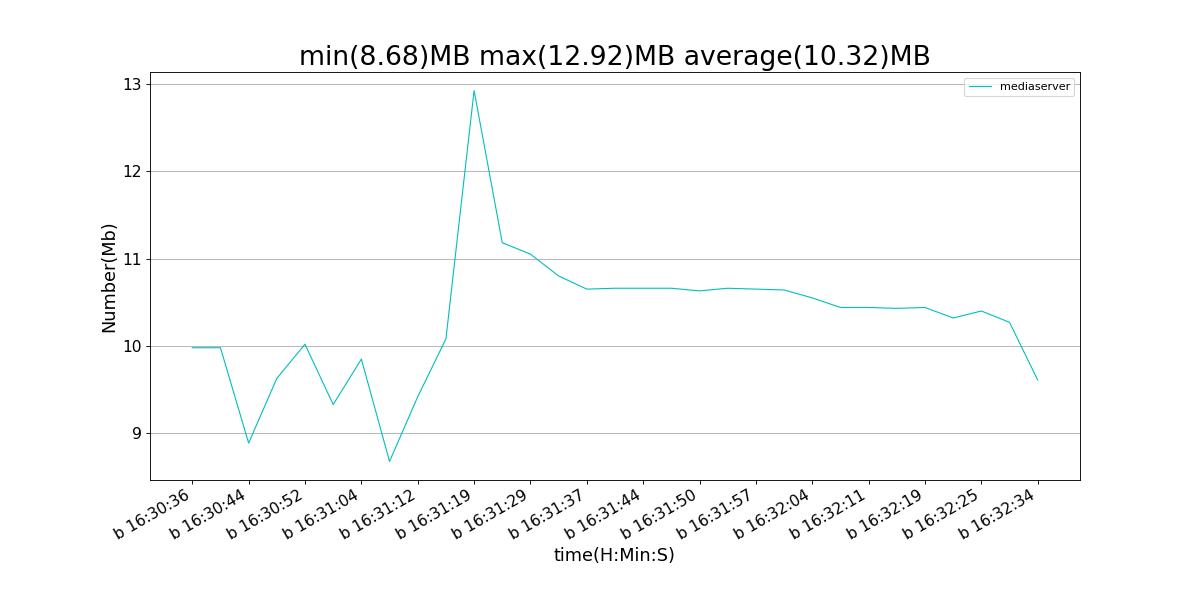 min(8.68)MB max(12.92)MB average(10.32)MB
mediaserver
13
12
11
10
9
Number(Mb)
b 16:30:36
b 16:30:44
b 16:30:52
b 16:31:04
b 16:31:12
b 16:31:19
b 16:31:29
b 16:31:37
b 16:31:44
b 16:31:50
b 16:31:57
b 16:32:04
b 16:32:11
b 16:32:19
b 16:32:25
b 16:32:34
time(H:Min:S)